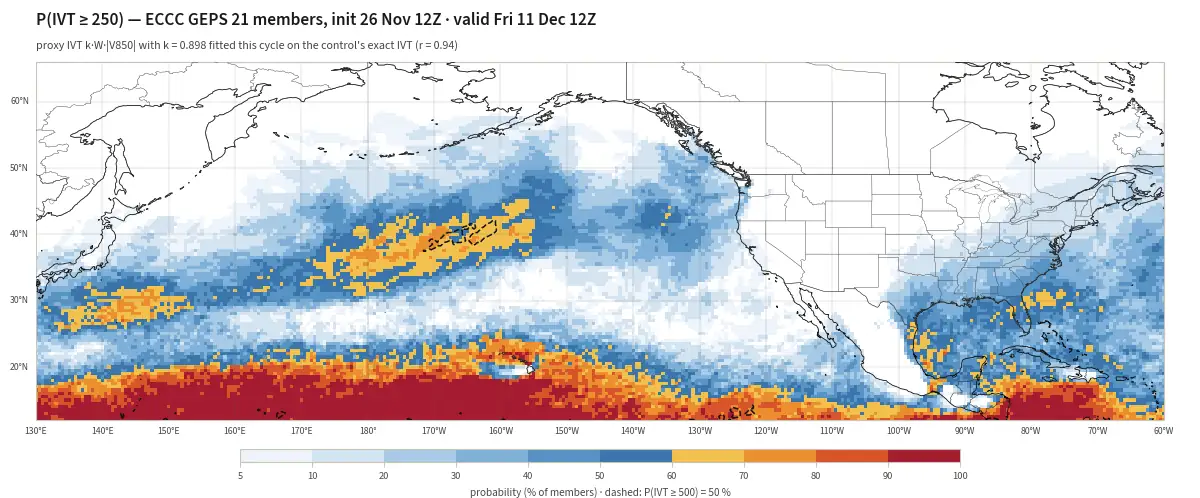 P(IVT ≥ 250) — ECCC GEPS 21 members, init 26 Nov 12Z · valid Fri 11 Dec 12Z
proxy IVT k·W·|V850| with k = 0.898 fitted this cycle on the control's exact IVT (r = 0.94)
60°N
50°N
40°N
30°N
20°N
130°E 140°E 150°E 160°E 170°E 180° 170°W 160°W 150°W 140°W 130°W 120°W 110°W 100°W 90°W 80°W 70°W 60°W
5 10 20 30 40 50 60 70 80 90 100
probability (% of members) · dashed: P(IVT ≥ 500) = 50 %